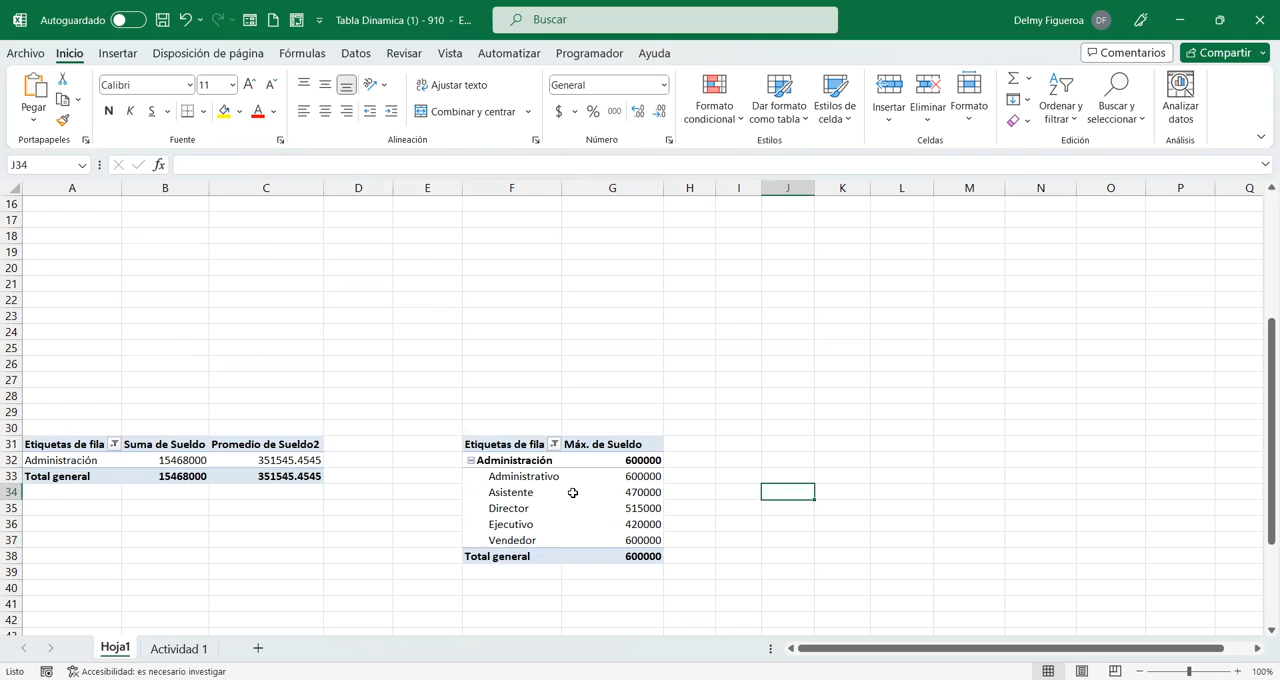 Autoguardado Tabla Dinamica (1) - 910 - E... Buscar Delmy Figueroa DF
Archivo Inicio Insertar Disposición de página Fórmulas Datos Revisar Vista Automatizar Programador Ayuda Comentarios Compartir
Pegar Calibri 11 Ajustar texto General Formato condicional Dar formato como tabla Estilos de celda Insertar Eliminar Formato Ordenar y filtrar Buscar y seleccionar Analizar datos
N K S Combinar y centrar $ % 000
Portapapeles Fuente Alineación Número Estilos Celdas Edición Análisis
J34 fx
A B C D E F G H I J K L M N O P Q
16
17
18
19
20
21
22
23
24
25
26
27
28
29
30
31 Etiquetas de fila Suma de Sueldo Promedio de Sueldo2 Etiquetas de fila Máx. de Sueldo
32 Administración 15468000 351545.4545 Administración 600000
33 Total general 15468000 351545.4545 Administrativo 600000
34 Asistente 470000
35 Director 515000
36 Ejecutivo 420000
37 Vendedor 600000
38 Total general 600000
39
40
41
42
43
Hoja1 Actividad 1
Listo Accesibilidad: es necesario investigar 100%